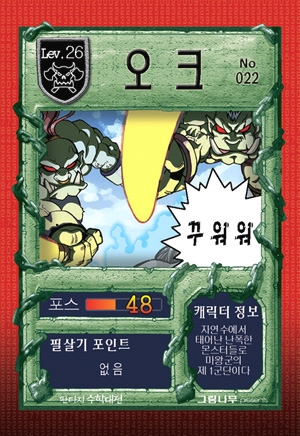 Lev. 26
오크
No
022
꾸워워
포스 48
필살기 포인트
없음
캐릭터 정보
자연수에서
태어난 난폭한
몬스터들로
마왕군의
제 1군단이다
판타지 수학대전
그림나무